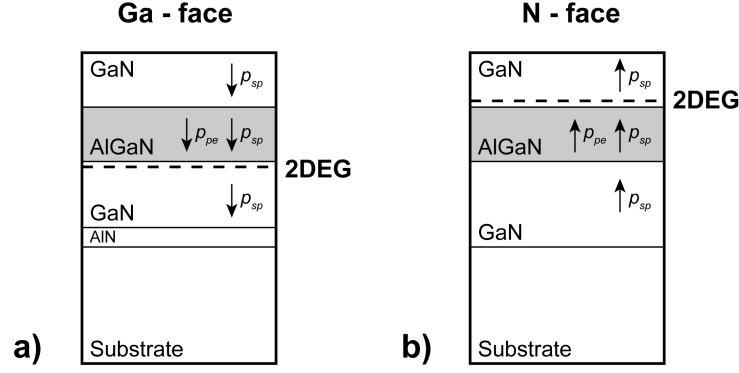 Ga - face
GaN
p_sp
AlGaN
p_pe
p_sp
2DEG
p_sp
GaN
AlN
Substrate
a)
N - face
GaN
p_sp
2DEG
AlGaN
p_pe
p_sp
p_sp
GaN
Substrate
b)